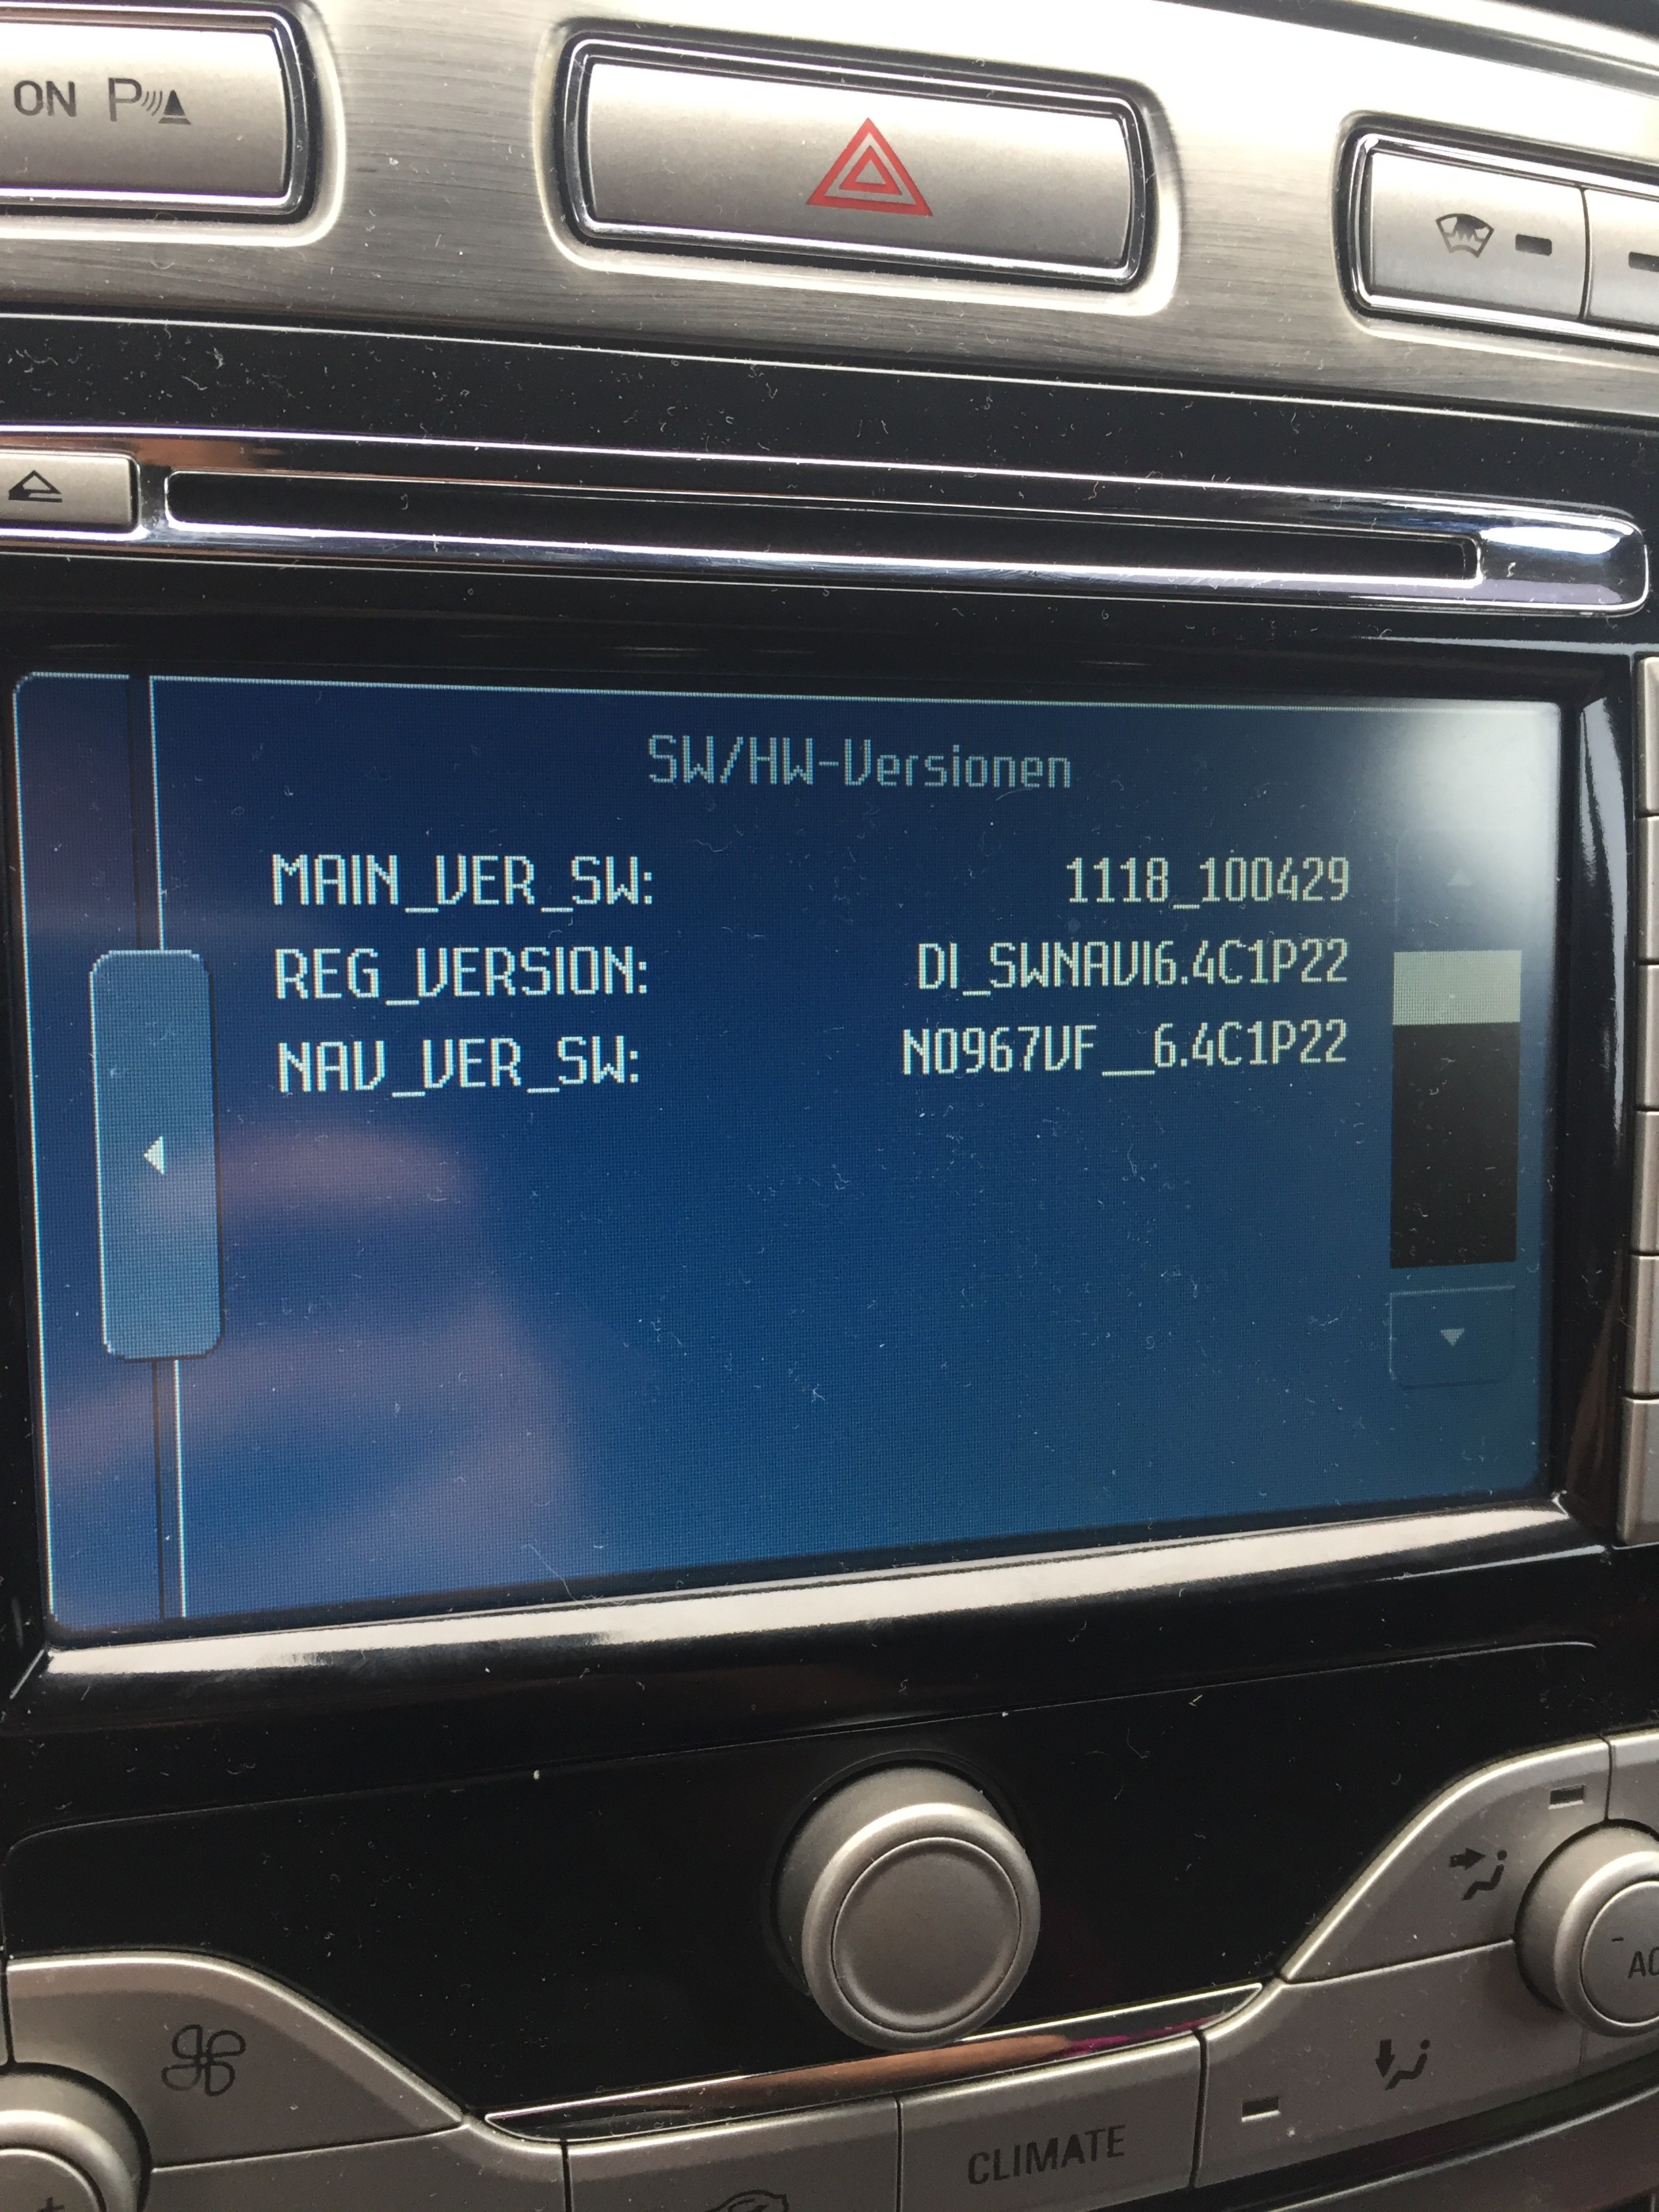 ON P
SW/HW-Versionen
MAIN_VER_SW: 1118_100429
REG_VERSION: DI_SWNAVI6.4C1P22
NAV_VER_SW: N0967VF__6.4C1P22
CLIMATE